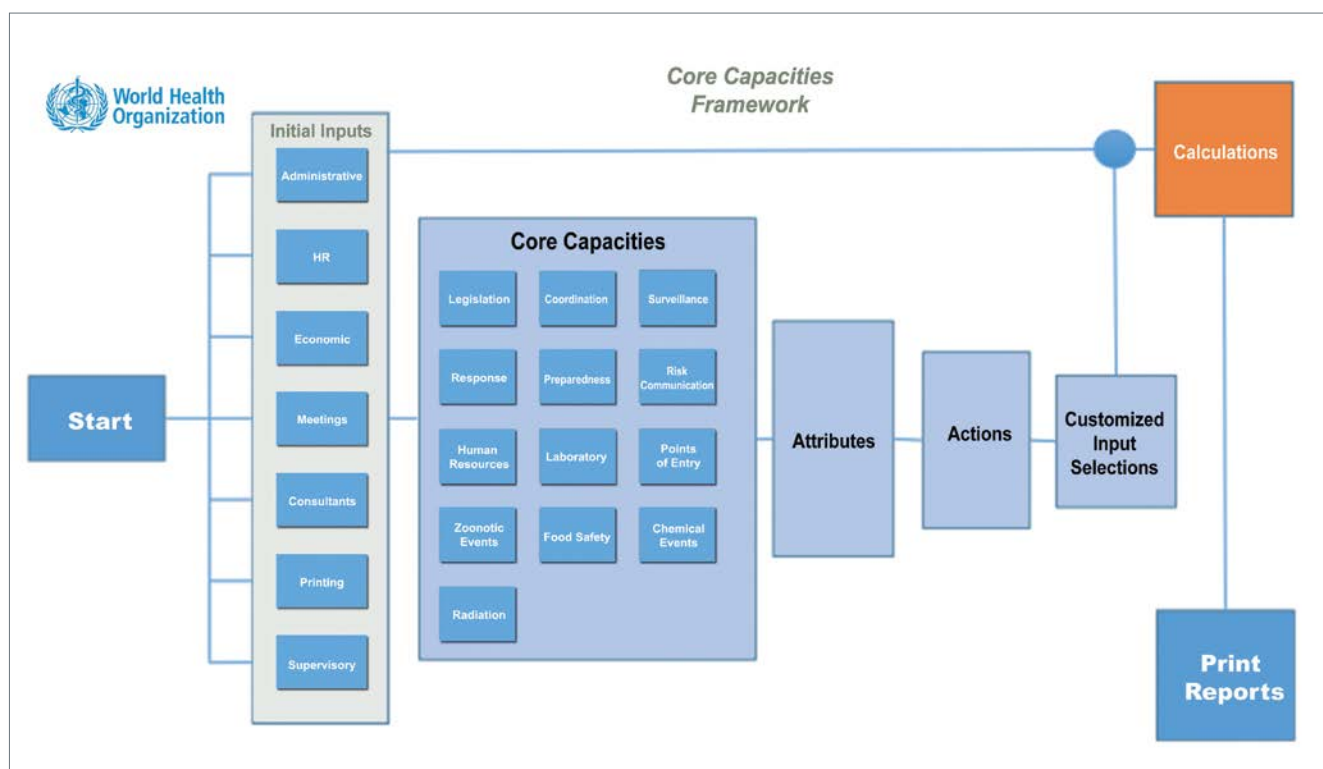 World Health
Organization
Core Capacities
Framework
Initial Inputs
Administrative
HR
Economic
Meetings
Consultants
Printing
Supervisory
Start
Core Capacities
Legislation
Coordination
Surveillance
Response
Preparedness
Risk
Communication
Human
Resources
Laboratory
Points
of Entry
Zoonotic
Events
Food Safety
Chemical
Events
Radiation
Attributes
Actions
Customized
Input
Selections
Calculations
Print
Reports